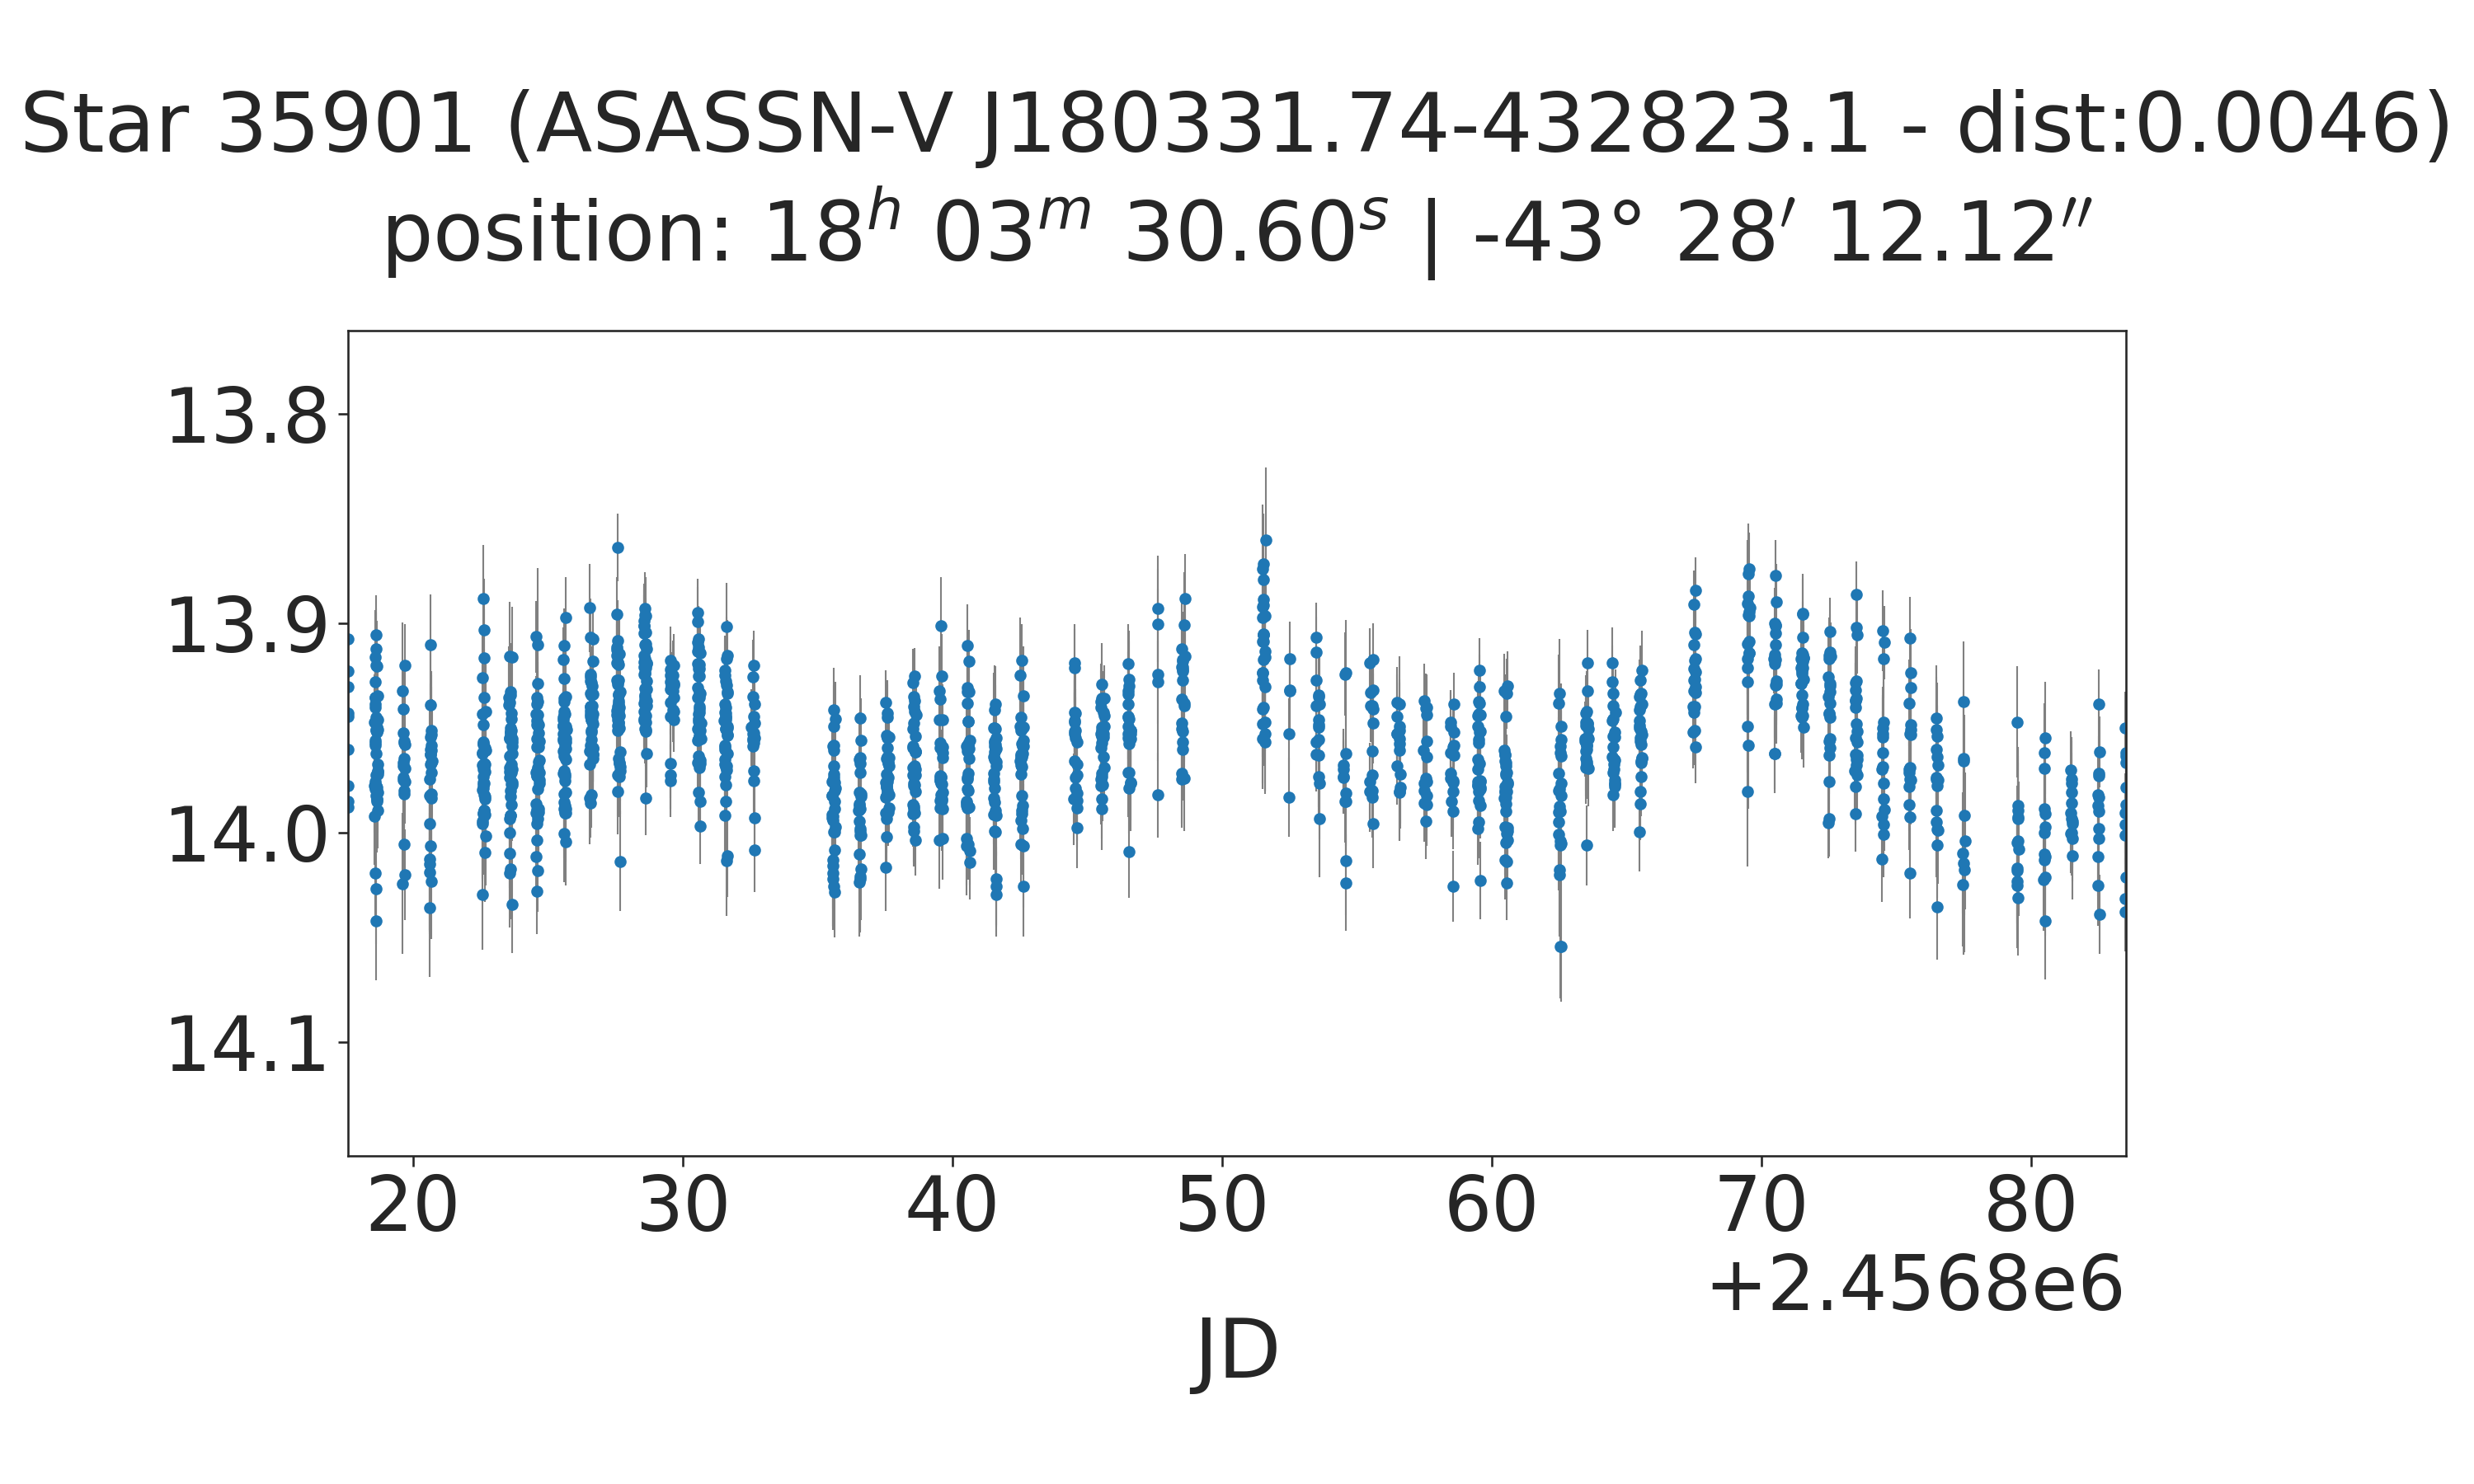 Star 35901 (ASASSN-V J180331.74-432823.1 - dist:0.0046)
position: 18h 03m 30.60s | -43° 28′ 12.12″
13.8
13.9
14.0
14.1
20 30 40 50 60 70 80
+2.4568e6
JD